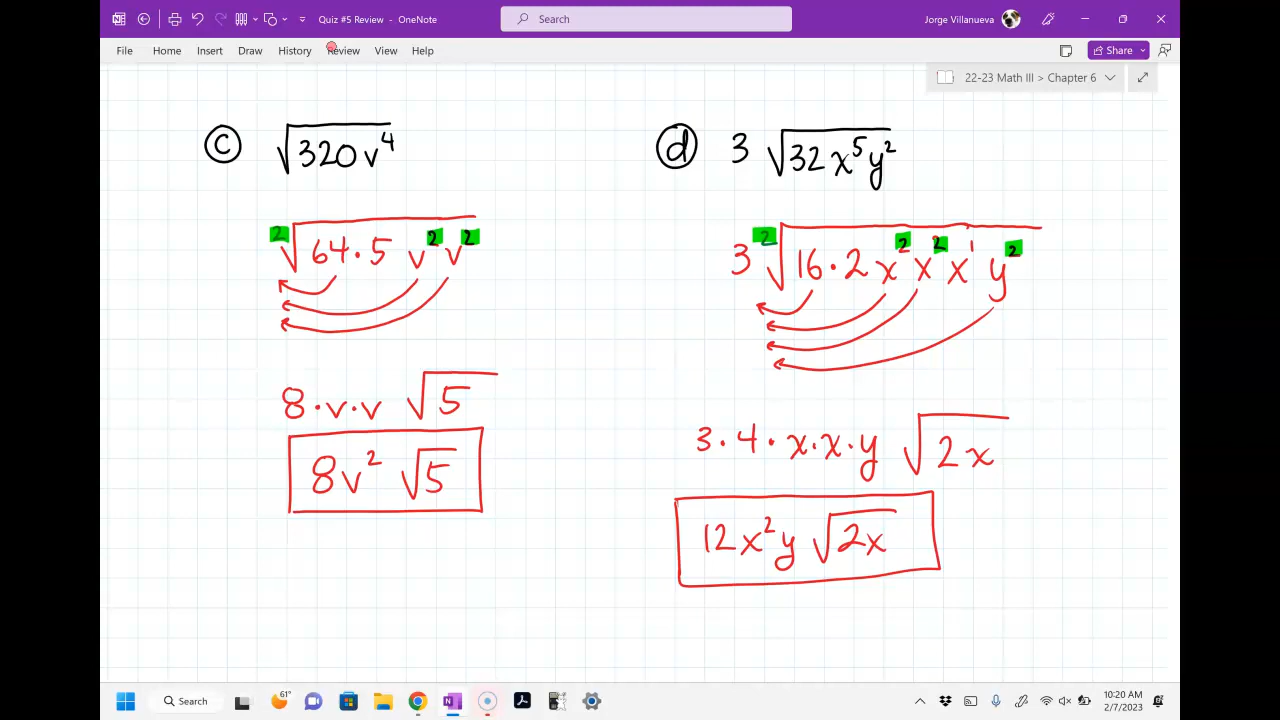 Quiz #5 Review - OneNote
Search
Jorge Villanueva
File Home Insert Draw History Review View Help
Share
22-23 Math III > Chapter 6
ⓒ √320v⁴
²√64·5 v² v²
8·v·v √5
8v² √5
ⓓ 3 √32x⁵y²
3 ²√16·2 x² x² x¹ y²
3·4·x·x·y √2x
12x²y √2x
61°
Search
10:20 AM
2/7/2023